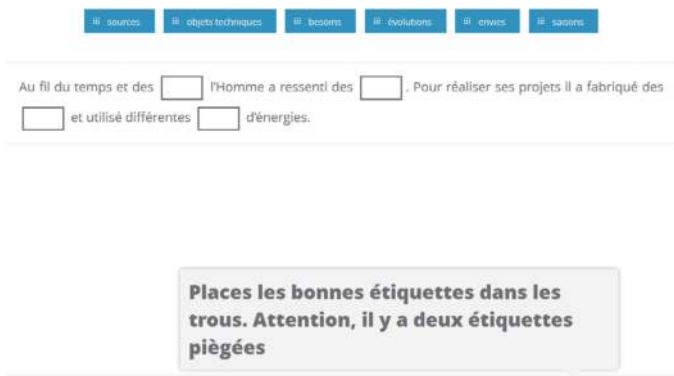 sources objets techniques besoins évolutions envies saisons
Au fil du temps et des l'Homme a ressenti des . Pour réaliser ses projets il a fabriqué des
et utilisé différentes d'énergies.
Places les bonnes étiquettes dans les
trous. Attention, il y a deux étiquettes
piègées